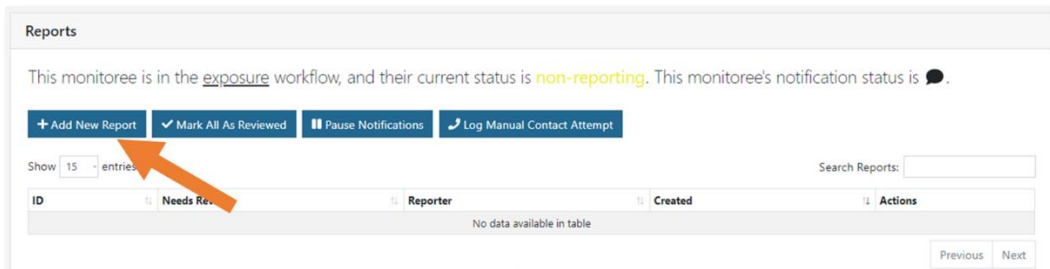 Reports
This monitoree is in the exposure workflow, and their current status is non-reporting. This monitoree's notification status is .
Add New Report Mark All As Reviewed Pause Notifications Log Manual Contact Attempt
Show 15 entries Search Reports:
ID Needs Reporter Created Actions
No data available in table
Previous Next